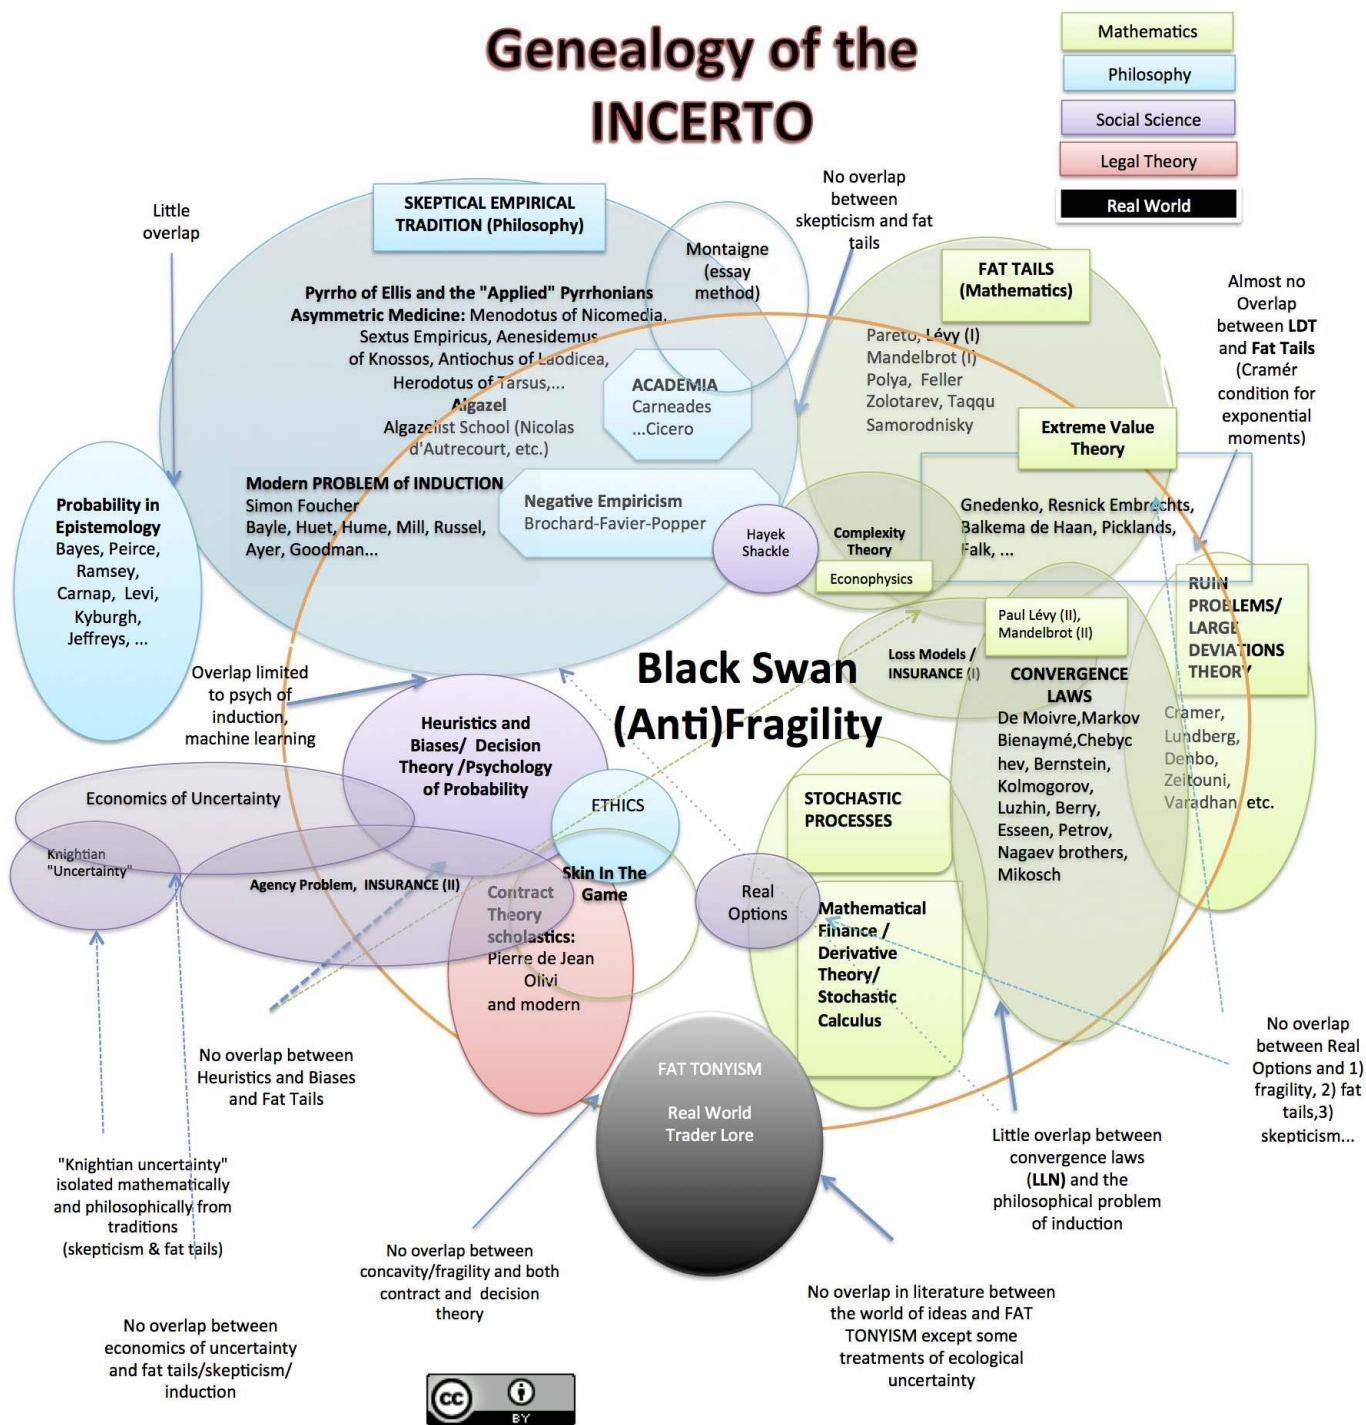 Genealogy of the
INCERTO
Mathematics
Philosophy
Social Science
Legal Theory
Real World
Little
overlap
SKEPTICAL EMPIRICAL
TRADITION (Philosophy)
Montaigne
(essay
method)
No overlap
between
skepticism and fat
tails
FAT TAILS
(Mathematics)
Pareto, Lévy (I)
Mandelbrot (I)
Polya, Feller
Zolotarev, Taqqu
Samorodnisky
Almost no
Overlap
between LDT
and Fat Tails
(Cramér
condition for
exponential
moments)
Pyrrho of Ellis and the "Applied" Pyrrhonians
Asymmetric Medicine: Menodotus of Nicomedia.
Sextus Empiricus, Aenesidemus
of Knossos, Antiochus of Laodicea,
Herodotus of Tarsus,...
Algazel
Algazelist School (Nicolas
d'Autrecourt, etc.)
ACADEMIA
Carneades
...Cicero
Modern PROBLEM of INDUCTION
Simon Foucher
Bayle, Huet, Hume, Mill, Russel,
Ayer, Goodman...
Negative Empiricism
Brochard-Favier-Popper
Extreme Value
Theory
Gnedenko, Resnick Embrechts,
Balkema de Haan, Picklands,
Falk, ...
Probability in
Epistemology
Bayes, Peirce,
Ramsey,
Carnap, Levi,
Kyburgh,
Jeffreys, ...
Hayek
Shackle
Complexity
Theory
Econophysics
RUIN
PROBLEMS/
LARGE
DEVIATIONS
THEORY
Cramer,
Lundberg,
Denbo,
Zeitouni,
Varadhan, etc.
Paul Lévy (II),
Mandelbrot (II)
Loss Models /
INSURANCE (I)
CONVERGENCE
LAWS
De Moivre,Markov
Bienaymé,Chebyc
hev, Bernstein,
Kolmogorov,
Luzhin, Berry,
Esseen, Petrov,
Nagaev brothers,
Mikosch
Overlap limited
to psych of
induction,
machine learning
Black Swan
(Anti)Fragility
Heuristics and
Biases/ Decision
Theory /Psychology
of Probability
Economics of Uncertainty
Knightian
"Uncertainty"
Agency Problem, INSURANCE (II)
ETHICS
Skin In The
Game
Contract
Theory
scholastics:
Pierre de Jean
Olivi
and modern
STOCHASTIC
PROCESSES
Real
Options
Mathematical
Finance /
Derivative
Theory/
Stochastic
Calculus
No overlap between
Heuristics and Biases
and Fat Tails
FAT TONYISM
Real World
Trader Lore
No overlap
between Real
Options and 1)
fragility, 2) fat
tails,3)
skepticism...
Little overlap between
convergence laws
(LLN) and the
philosophical problem
of induction
"Knightian uncertainty"
isolated mathematically
and philosophically from
traditions
(skepticism & fat tails)
No overlap between
concavity/fragility and both
contract and decision
theory
No overlap in literature between
the world of ideas and FAT
TONYISM except some
treatments of ecological
uncertainty
No overlap between
economics of uncertainty
and fat tails/skepticism/
induction
cc
BY